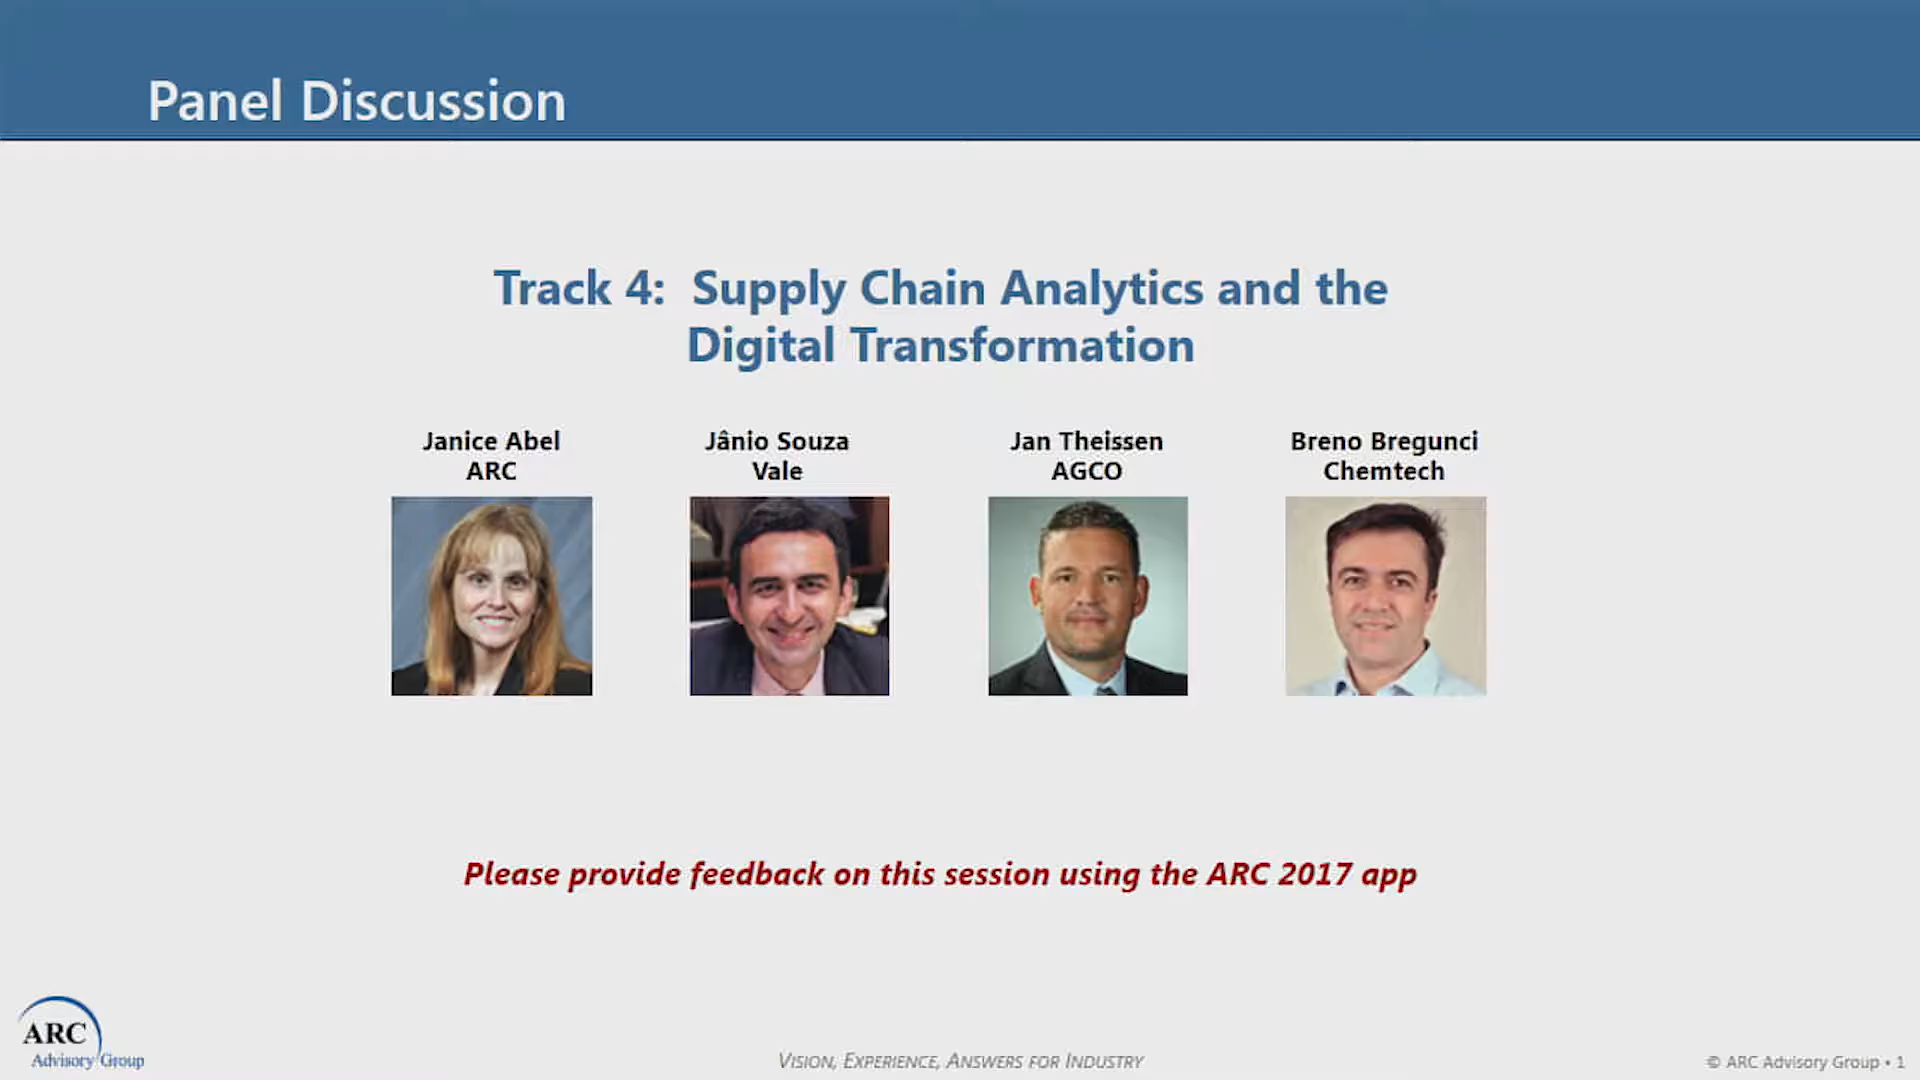 Panel Discussion
Track 4: Supply Chain Analytics and the
Digital Transformation
Janice Abel
ARC
Jânio Souza
Vale
Jan Theissen
AGCO
Breno Bregunci
Chemtech
Please provide feedback on this session using the ARC 2017 app
ARC
Advisory Group
VISION, EXPERIENCE, ANSWERS FOR INDUSTRY
© ARC Advisory Group • 1